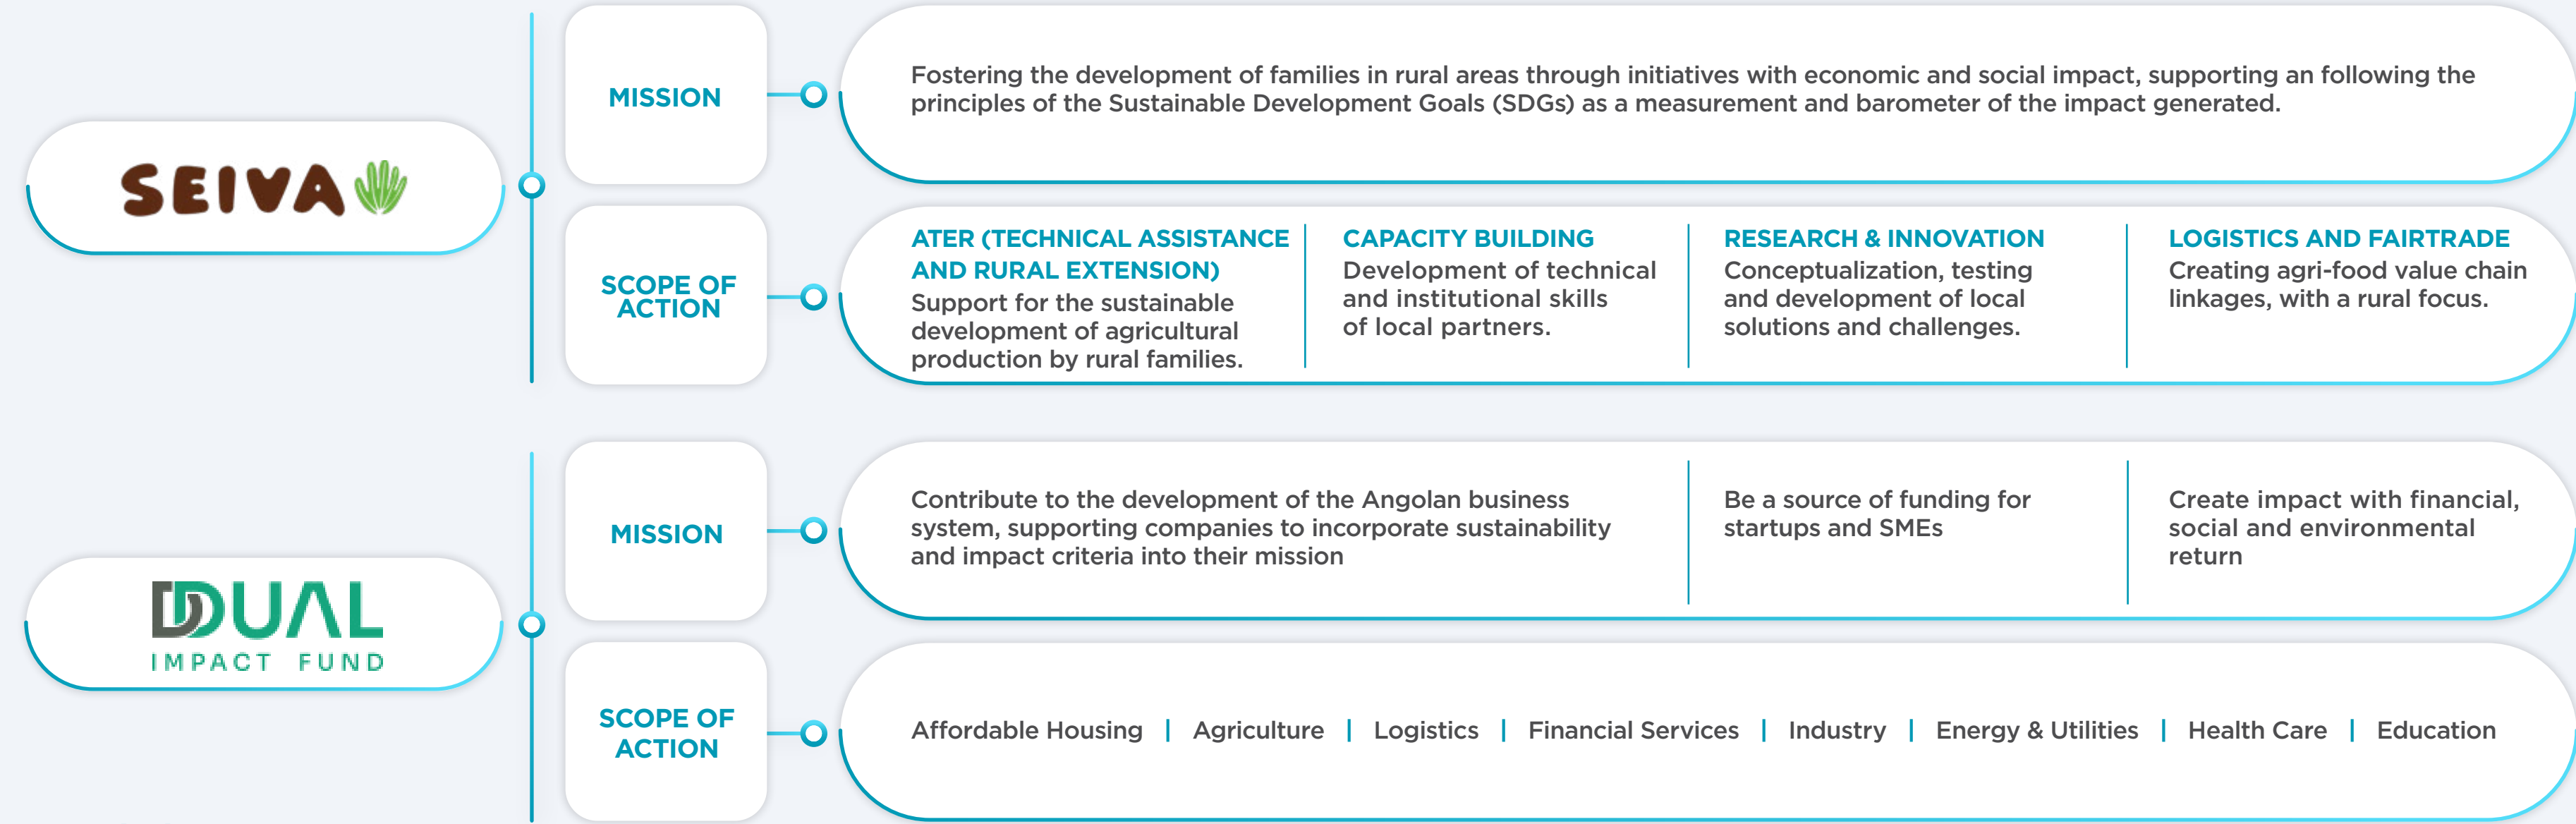 SEIVA
MISSION
Fostering the development of families in rural areas through initiatives with economic and social impact, supporting an following the
principles of the Sustainable Development Goals (SDGs) as a measurement and barometer of the impact generated.
SCOPE OF
ACTION
ATER (TECHNICAL ASSISTANCE
AND RURAL EXTENSION)
Support for the sustainable
development of agricultural
production by rural families.
CAPACITY BUILDING
Development of technical
and institutional skills
of local partners.
RESEARCH & INNOVATION
Conceptualization, testing
and development of local
solutions and challenges.
LOGISTICS AND FAIRTRADE
Creating agri-food value chain
linkages, with a rural focus.
DUAL
IMPACT FUND
MISSION
Contribute to the development of the Angolan business
system, supporting companies to incorporate sustainability
and impact criteria into their mission
Be a source of funding for
startups and SMEs
Create impact with financial,
social and environmental
return
SCOPE OF
ACTION
Affordable Housing | Agriculture | Logistics | Financial Services | Industry | Energy & Utilities | Health Care | Education